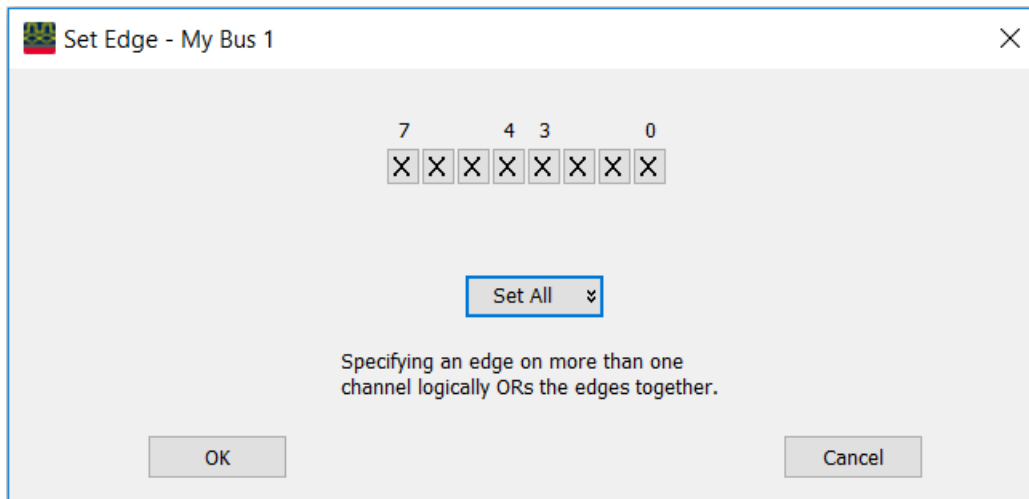 Set Edge - My Bus 1
7 4 3 0
X X X X X X X X
Set All
Specifying an edge on more than one
channel logically ORs the edges together.
OK Cancel